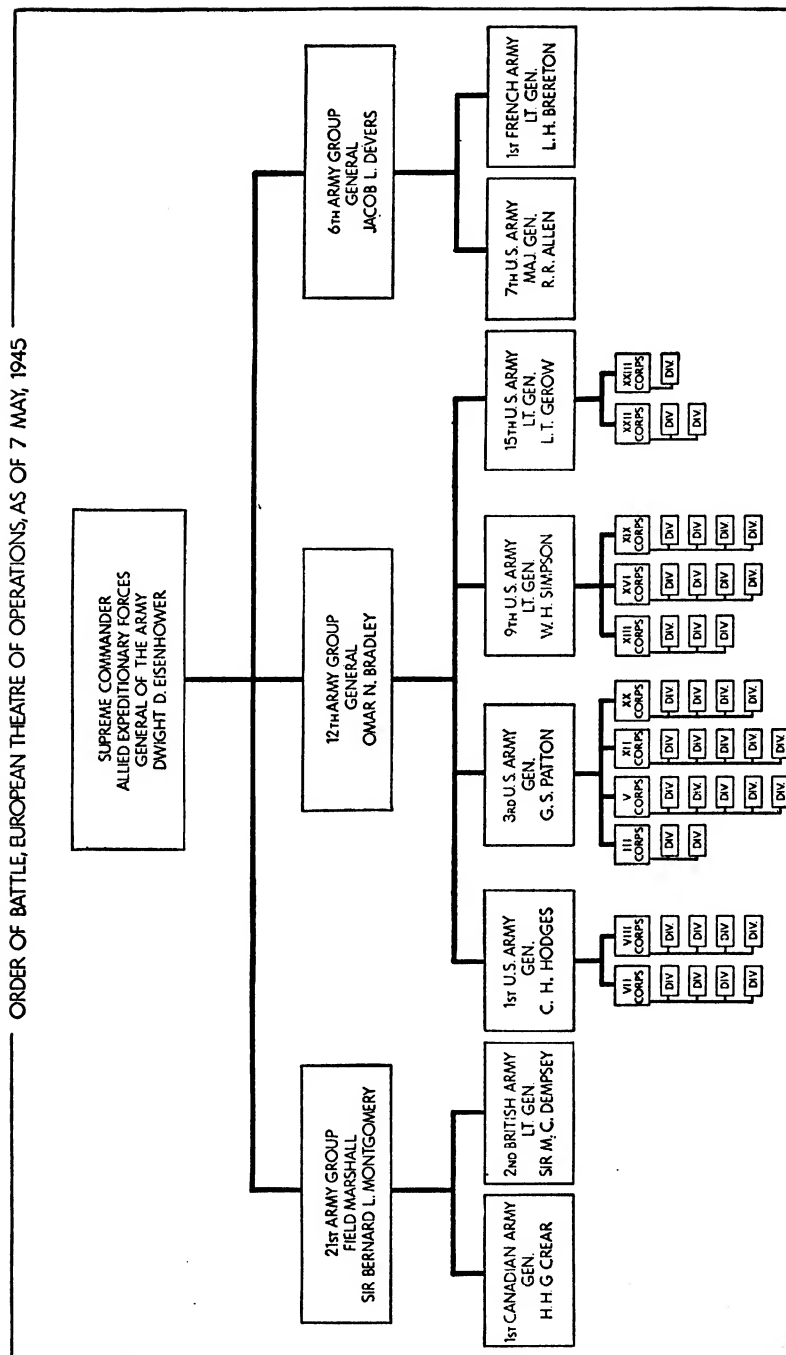 ORDER OF BATTLE, EUROPEAN THEATRE OF OPERATIONS, AS OF 7 MAY, 1945
SUPREME COMMANDER
ALLIED EXPEDITIONARY FORCES
GENERAL OF THE ARMY
DWIGHT D. EISENHOWER
21ST ARMY GROUP
FIELD MARSHALL
SIR BERNARD L. MONTGOMERY
12TH ARMY GROUP
GENERAL
OMAR N. BRADLEY
6TH ARMY GROUP
GENERAL
JACOB L. DEVERS
1ST CANADIAN ARMY
GEN.
H.H.G CREAR
2ND BRITISH ARMY
LT. GEN.
SIR M.C. DEMPSEY
1ST U.S. ARMY
GEN.
C. H. HODGES
3RD U.S. ARMY
GEN.
G. S. PATTON
9TH U.S. ARMY
LT. GEN.
W. H. SIMPSON
15TH U.S. ARMY
LT. GEN.
L.T. GEROW
7TH U.S. ARMY
MAJ. GEN.
R. R. ALLEN
1ST FRENCH ARMY
LT. GEN.
L.H. BRERETON
VII
CORPS
DIV
DIV
DIV
DIV
VIII
CORPS
DIV.
DIV
DIV
DIV.
III
CORPS
DIV
DIV
V
CORPS
DIV.
DIV
DIV
DIV.
DIV.
XII
CORPS
DIV
DIV
DIV
DIV
DIV.
XX
CORPS
DIV
DIV
DIV
DIV.
XIII
CORPS
DIV
DIV
DIV
XVI
CORPS
DIV
DIV
DIV
DIV.
XIX
CORPS
DIV
DIV
DIV
DIV.
XXII
CORPS
DIV
DIV
XXIII
CORPS
DIV.